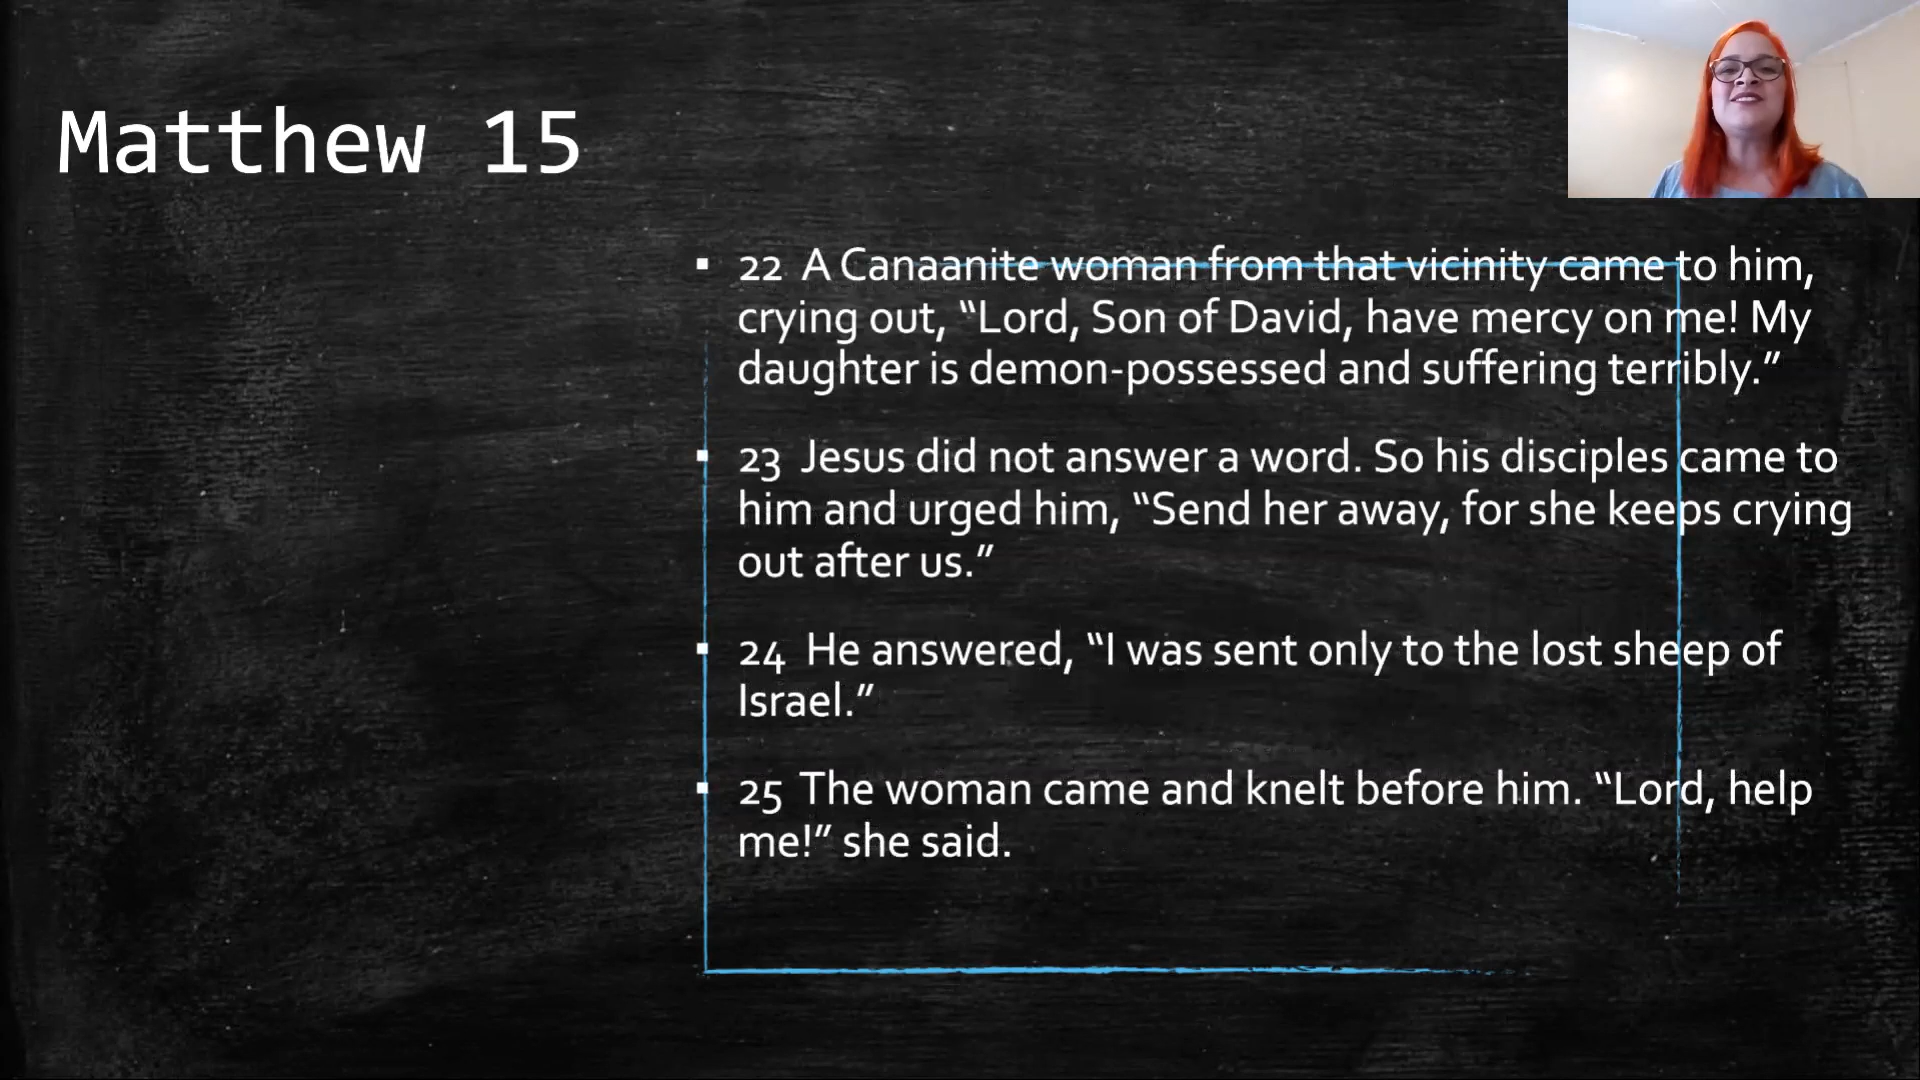 Matthew 15
▪ 22  A Canaanite woman from that vicinity came to him,
crying out, “Lord, Son of David, have mercy on me! My
daughter is demon-possessed and suffering terribly.”
▪ 23  Jesus did not answer a word. So his disciples came to
him and urged him, “Send her away, for she keeps crying
out after us.”
▪ 24  He answered, “I was sent only to the lost sheep of
Israel.”
▪ 25  The woman came and knelt before him. “Lord, help
me!” she said.